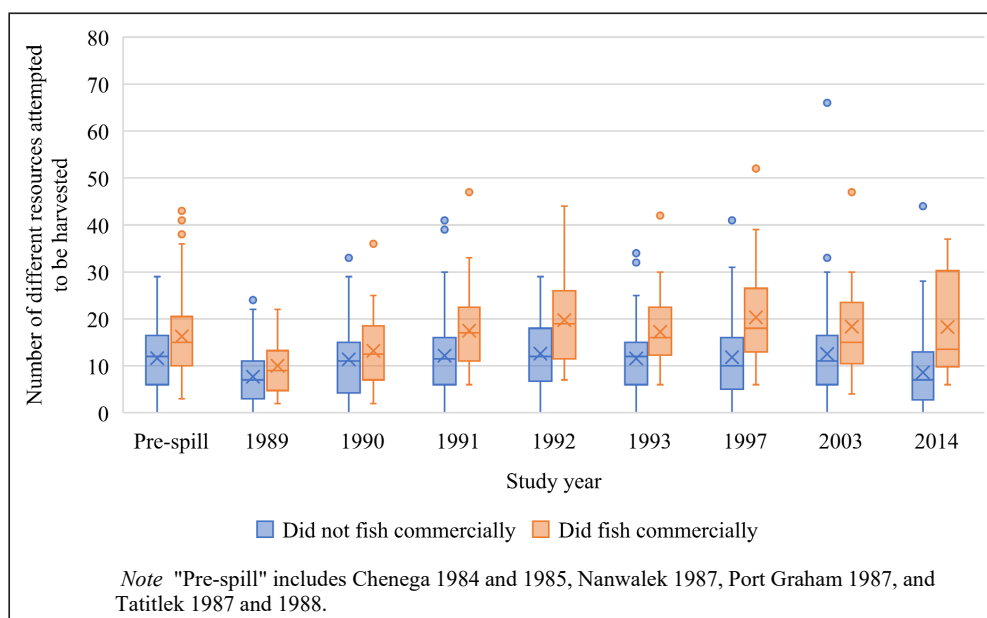 Number of different resources attempted
to be harvested
80
70
60
50
40
30
20
10
0
Pre-spill 1989 1990 1991 1992 1993 1997 2003 2014
Study year
Did not fish commercially Did fish commercially
Note "Pre-spill" includes Chenega 1984 and 1985, Nanwalek 1987, Port Graham 1987, and
Tatitlek 1987 and 1988.